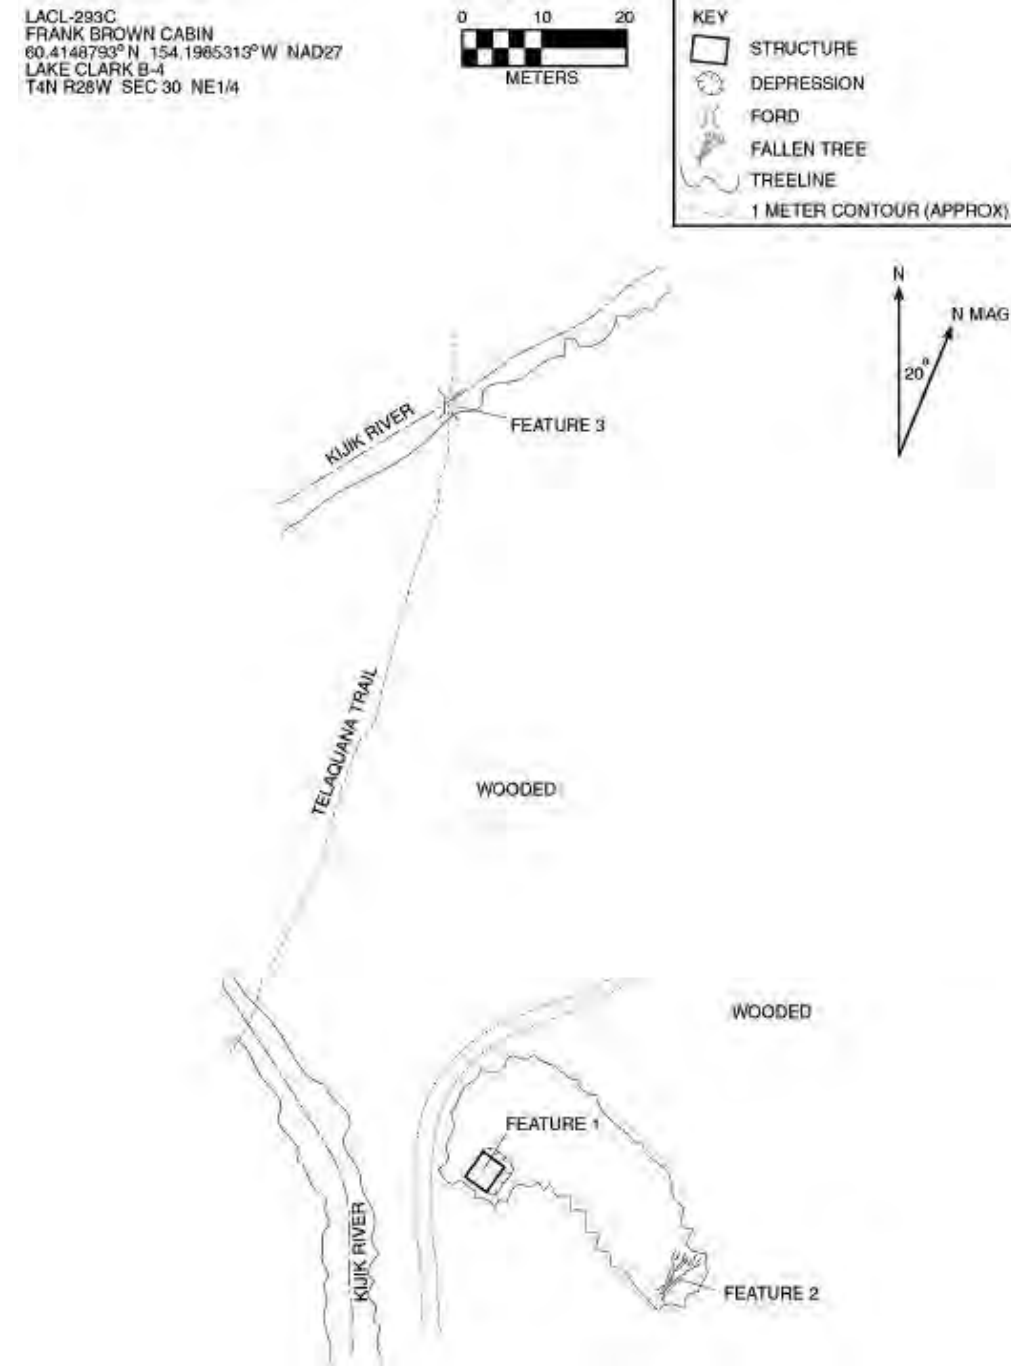 LACL-293C
FRANK BROWN CABIN
60.4148793° N 154.1985313° W NAD27
LAKE CLARK B-4
T4N R28W SEC 30 NE1/4
0 10 20
METERS
KEY
STRUCTURE
DEPRESSION
FORD
FALLEN TREE
TREELINE
1 METER CONTOUR (APPROX)
N
N MAG
20°
KIJIK RIVER
FEATURE 3
TELAQUANA TRAIL
WOODED
WOODED
FEATURE 1
KIJIK RIVER
FEATURE 2